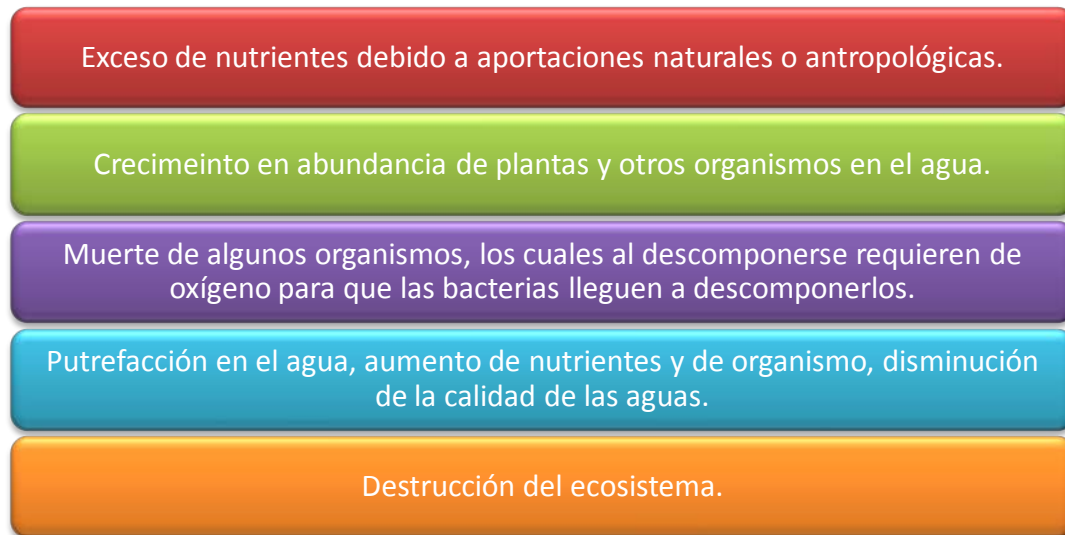 Exceso de nutrientes debido a aportaciones naturales o antropológicas.
Crecimeinto en abundancia de plantas y otros organismos en el agua.
Muerte de algunos organismos, los cuales al descomponerse requieren de
oxígeno para que las bacterias lleguen a descomponerlos.
Putrefacción en el agua, aumento de nutrientes y de organismo, disminución
de la calidad de las aguas.
Destrucción del ecosistema.